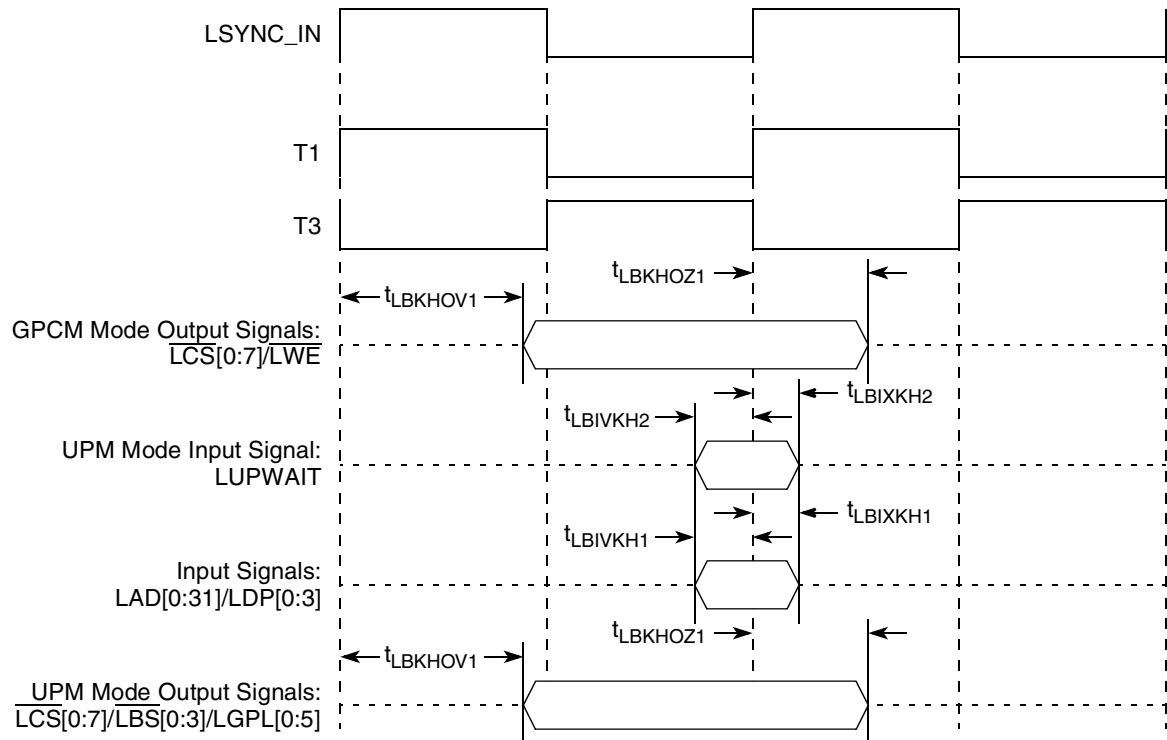 LSYNC_IN
T1
T3
tLBKHOZ1
tLBKHOV1
GPCM Mode Output Signals:
LCS[0:7]/LWE
tLBIXKH2
tLBIVKH2
UPM Mode Input Signal:
LUPWAIT
tLBIXKH1
tLBIVKH1
Input Signals:
LAD[0:31]/LDP[0:3]
tLBKHOZ1
tLBKHOV1
UPM Mode Output Signals:
LCS[0:7]/LBS[0:3]/LGPL[0:5]